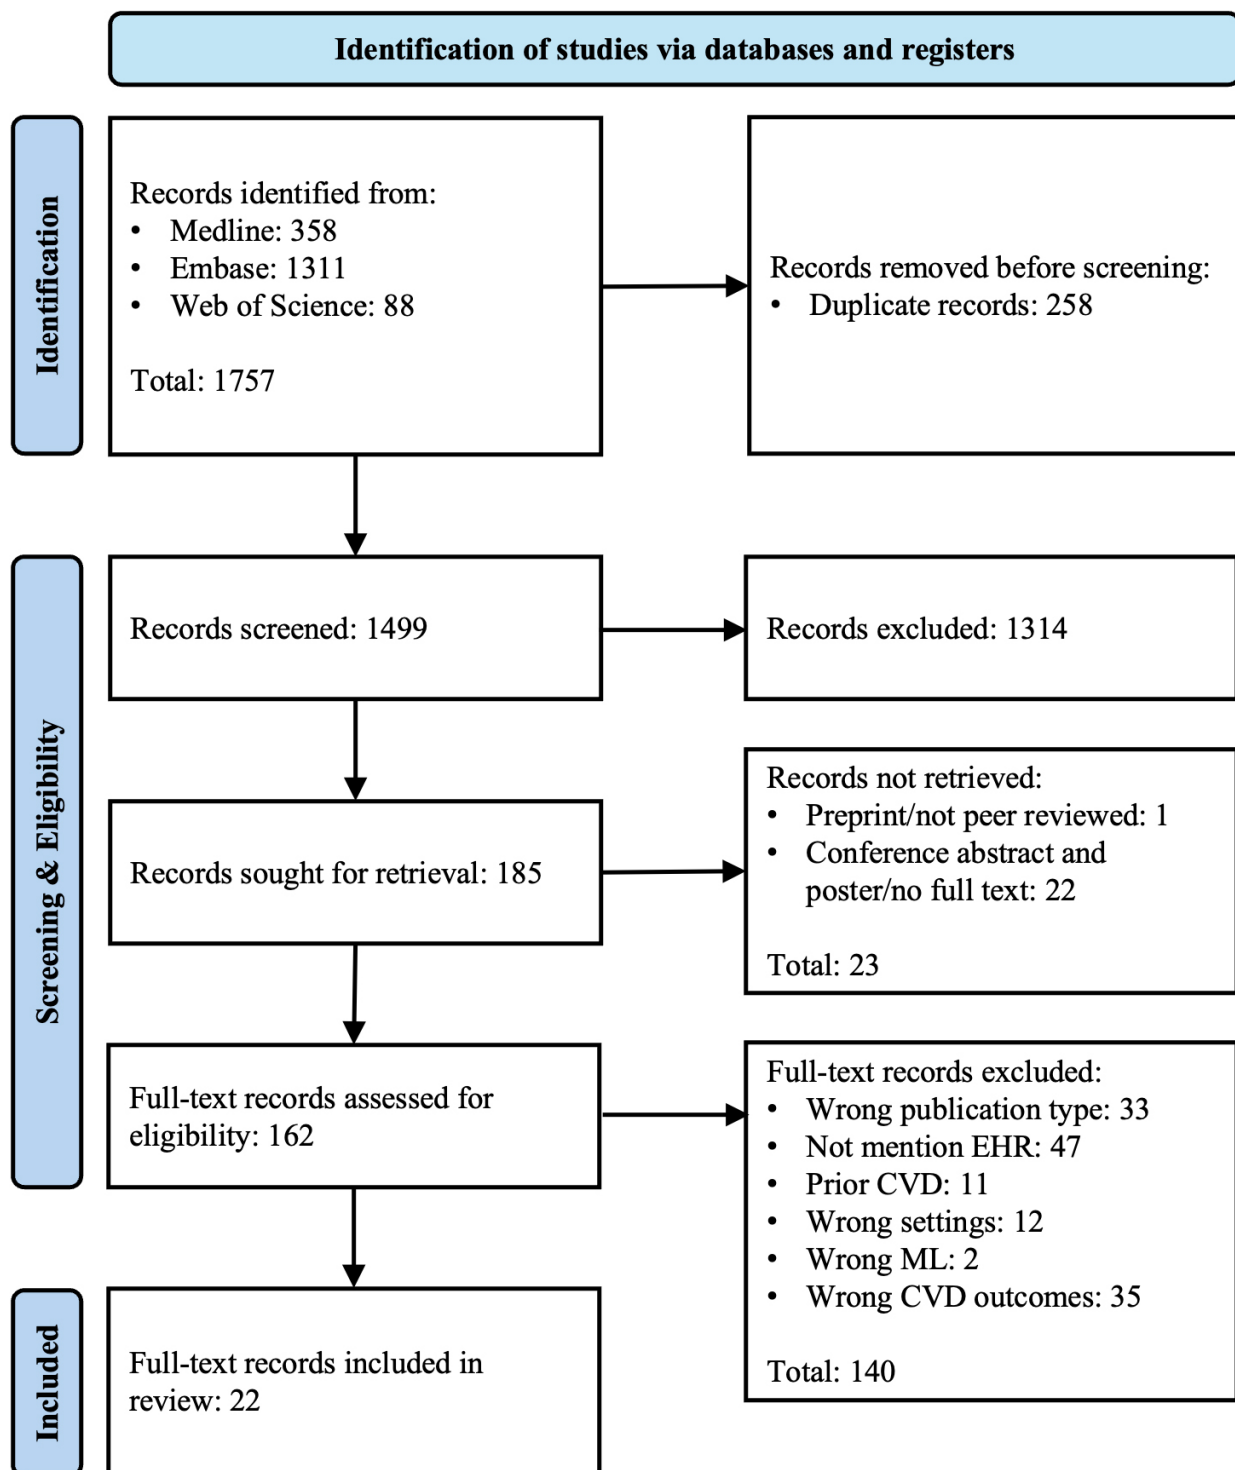 Identification of studies via databases and registers
Identification
Records identified from:
• Medline: 358
• Embase: 1311
• Web of Science: 88
Total: 1757
Records removed before screening:
• Duplicate records: 258
Screening & Eligibility
Records screened: 1499
Records excluded: 1314
Records sought for retrieval: 185
Records not retrieved:
• Preprint/not peer reviewed: 1
• Conference abstract and
poster/no full text: 22
Total: 23
Full-text records assessed for
eligibility: 162
Full-text records excluded:
• Wrong publication type: 33
• Not mention EHR: 47
• Prior CVD: 11
• Wrong settings: 12
• Wrong ML: 2
• Wrong CVD outcomes: 35
Total: 140
Included
Full-text records included in
review: 22